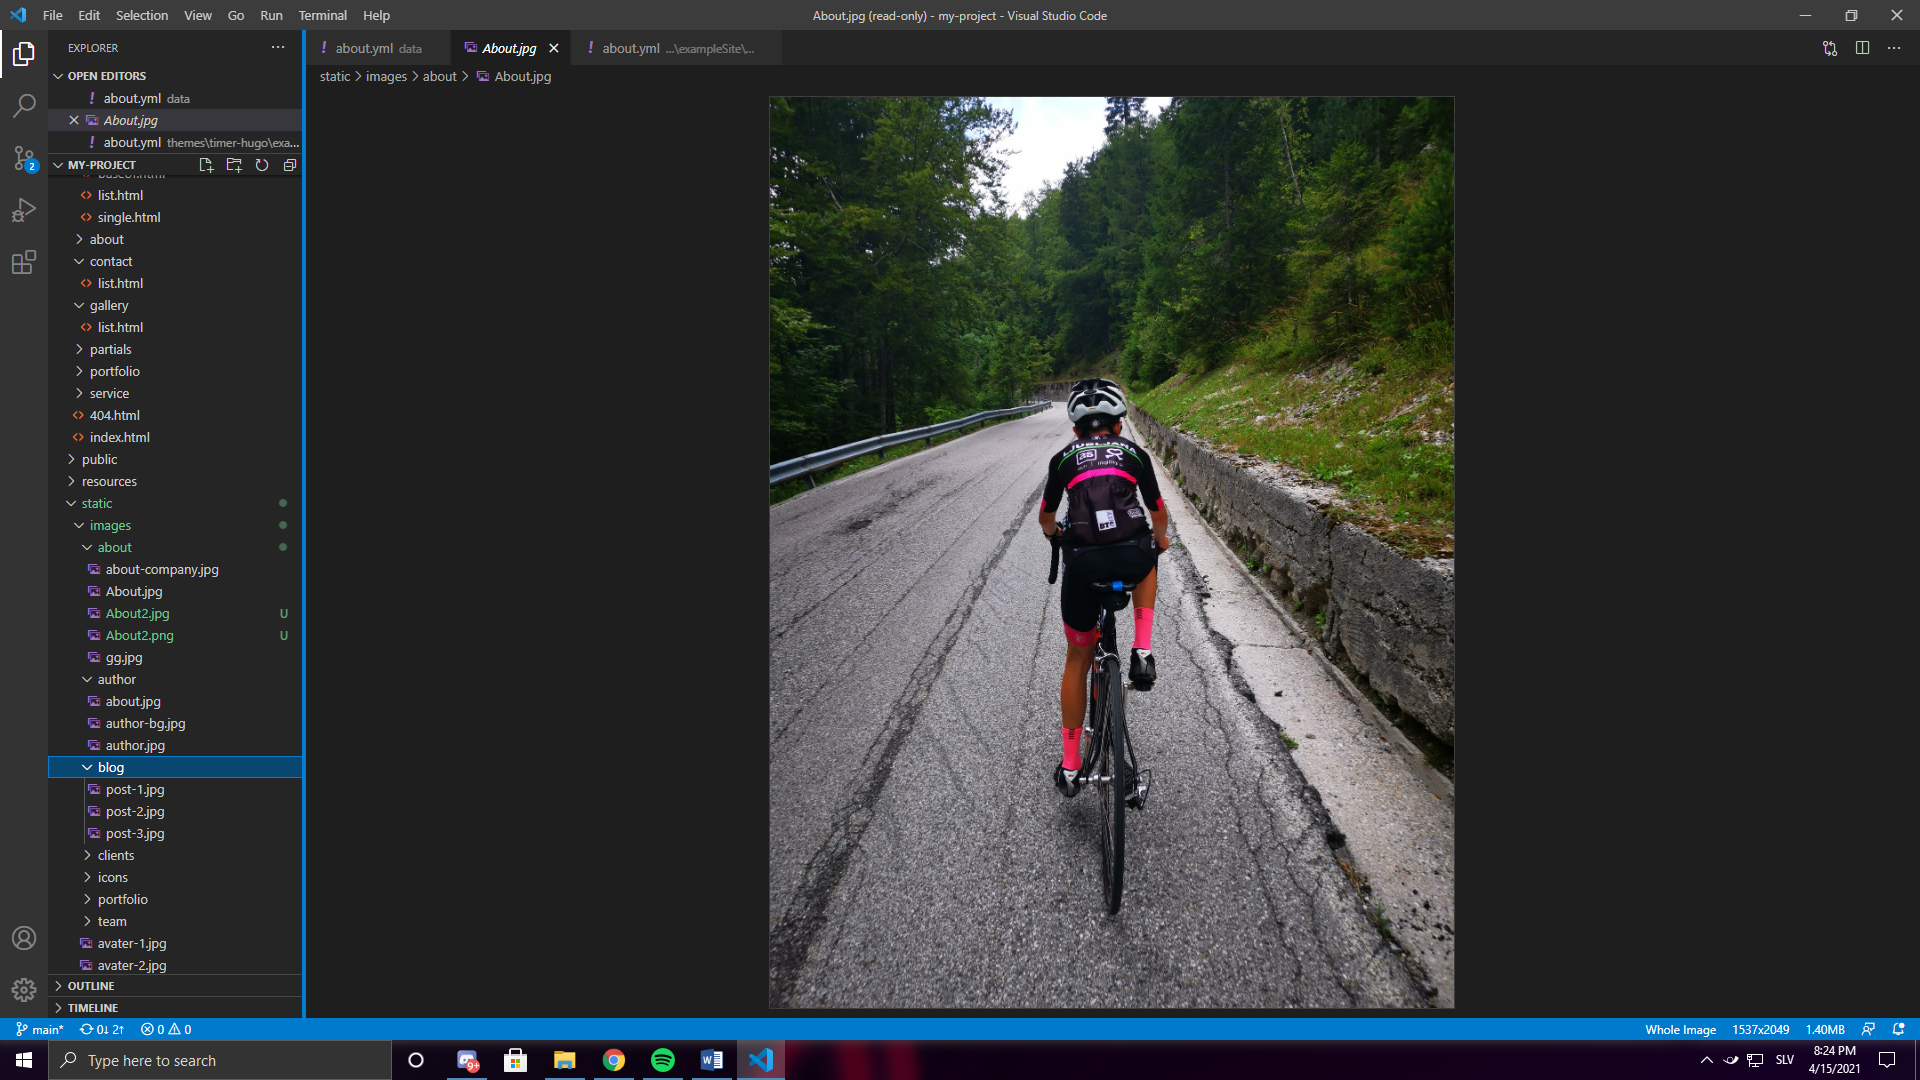 File Edit Selection View Go Run Terminal Help
About.jpg (read-only) - my-project - Visual Studio Code
EXPLORER
about.yml data
About.jpg
about.yml ...\exampleSite\...
static > images > about > About.jpg
OPEN EDITORS
about.yml data
About.jpg
about.yml themes\timer-hugo\exa...
MY-PROJECT
list.html
single.html
about
contact
list.html
gallery
list.html
partials
portfolio
service
404.html
index.html
public
resources
static
images
about
about-company.jpg
About.jpg
About2.jpg U
About2.png U
gg.jpg
author
about.jpg
author-bg.jpg
author.jpg
blog
post-1.jpg
post-2.jpg
post-3.jpg
clients
icons
portfolio
team
avater-1.jpg
avater-2.jpg
OUTLINE
TIMELINE
2
LJUBLJANA
35
BTC
main* 0↓ 2↑ 0 0
Whole Image 1537x2049 1.40MB
Type here to search
9+
SLV
8:24 PM
4/15/2021